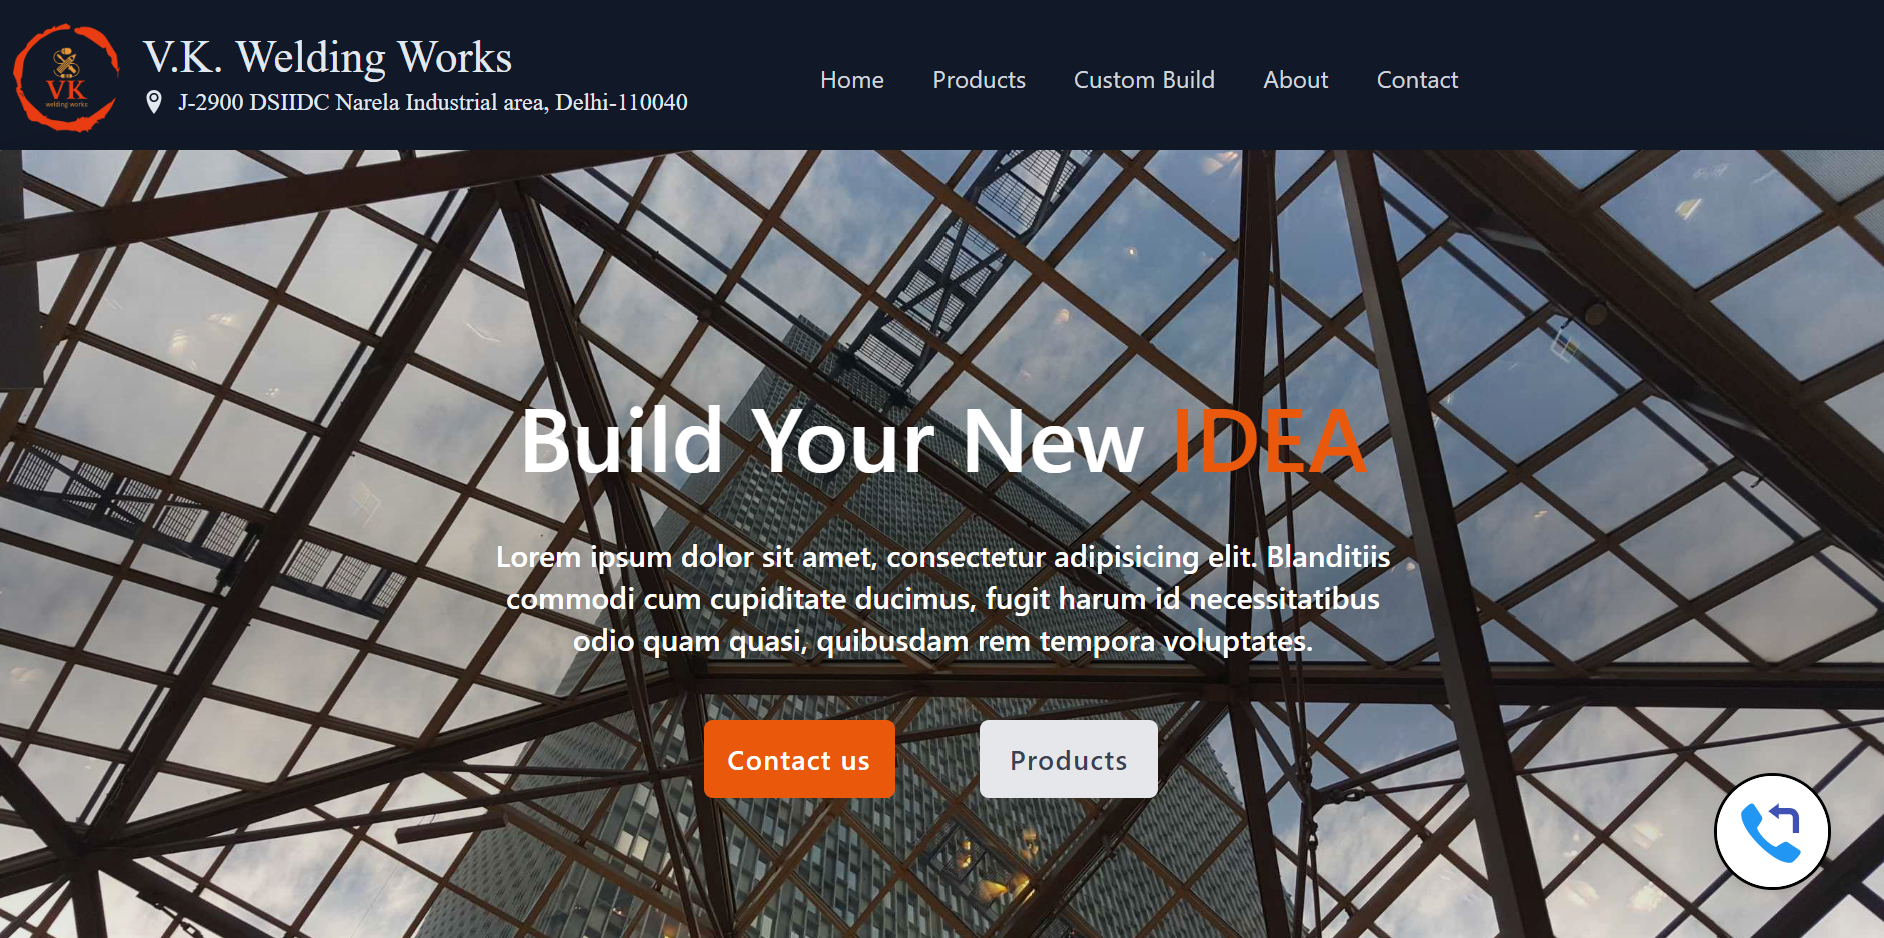 VK
welding works
V.K. Welding Works
J-2900 DSIIDC Narela Industrial area, Delhi-110040
Home
Products
Custom Build
About
Contact
Build Your New IDEA
Lorem ipsum dolor sit amet, consectetur adipisicing elit. Blanditiis
commodi cum cupiditate ducimus, fugit harum id necessitatibus
odio quam quasi, quibusdam rem tempora voluptates.
Contact us
Products